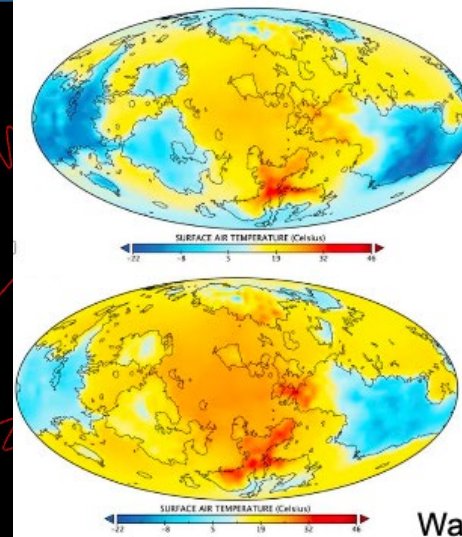 SURFACE AIR TEMPERATURE (Celsius)
-22 -8 5 19 32 46
SURFACE AIR TEMPERATURE (Celsius)
-22 -8 5 19 32 46
Wa